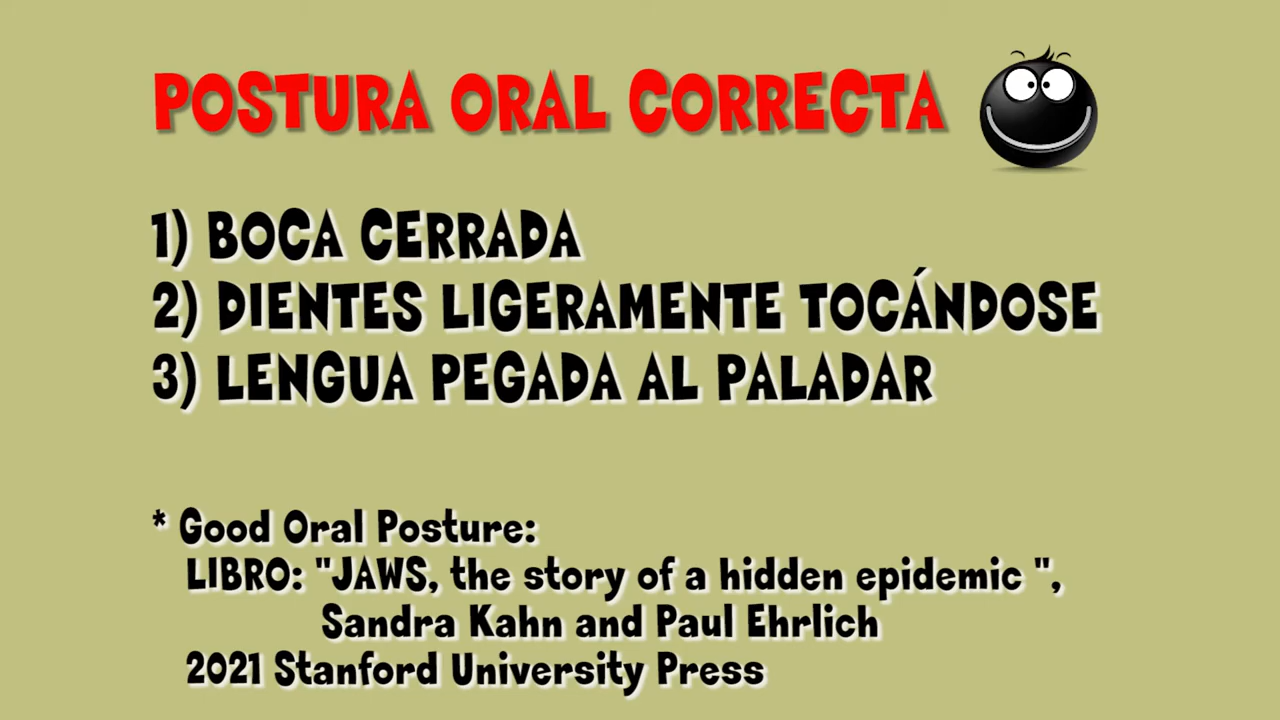 POSTURA ORAL CORRECTA
1) BOCA CERRADA
2) DIENTES LIGERAMENTE TOCÁNDOSE
3) LENGUA PEGADA AL PALADAR
* Good Oral Posture:
LIBRO: "JAWS, the story of a hidden epidemic ",
Sandra Kahn and Paul Ehrlich
2021 Stanford University Press